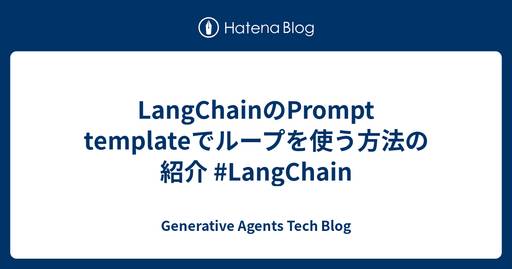 Hatena Blog
LangChainのPrompt
templateでループを使う方法の
紹介 #LangChain
Generative Agents Tech Blog